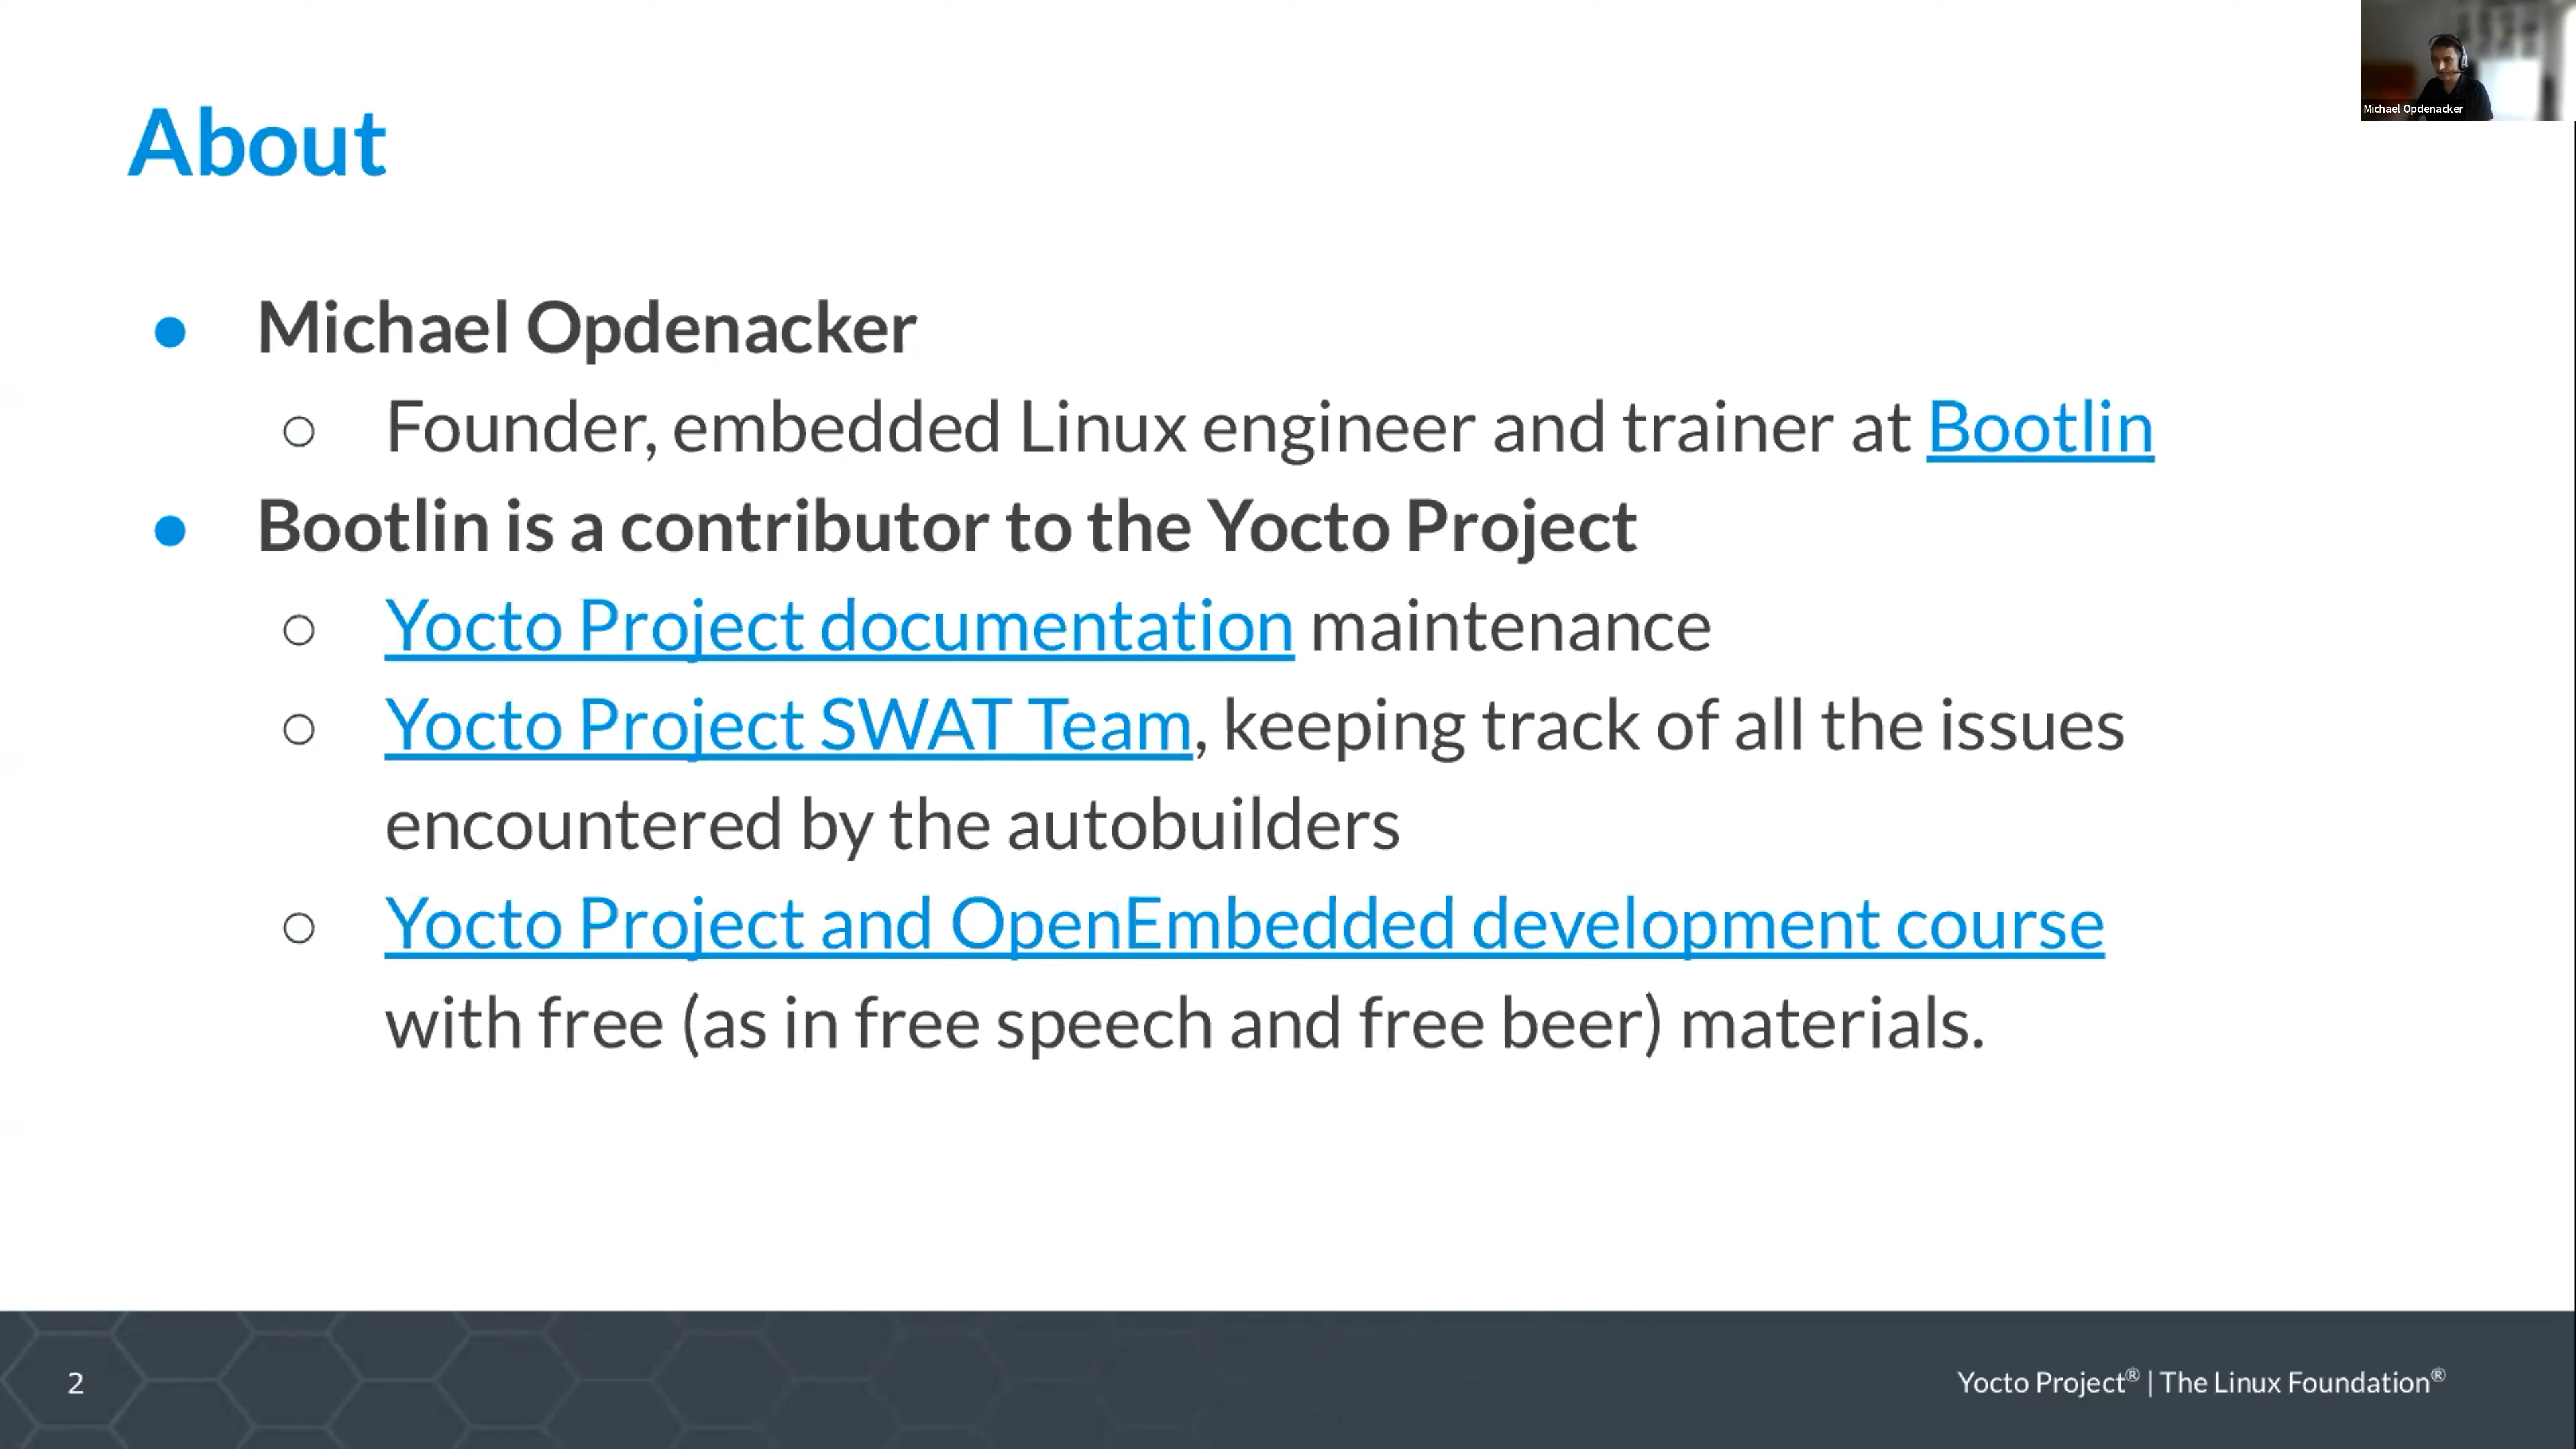 Michael Opdenacker
About
● Michael Opdenacker
○ Founder, embedded Linux engineer and trainer at Bootlin
● Bootlin is a contributor to the Yocto Project
○ Yocto Project documentation maintenance
○ Yocto Project SWAT Team, keeping track of all the issues
encountered by the autobuilders
○ Yocto Project and OpenEmbedded development course
with free (as in free speech and free beer) materials.
2
Yocto Project® | The Linux Foundation®